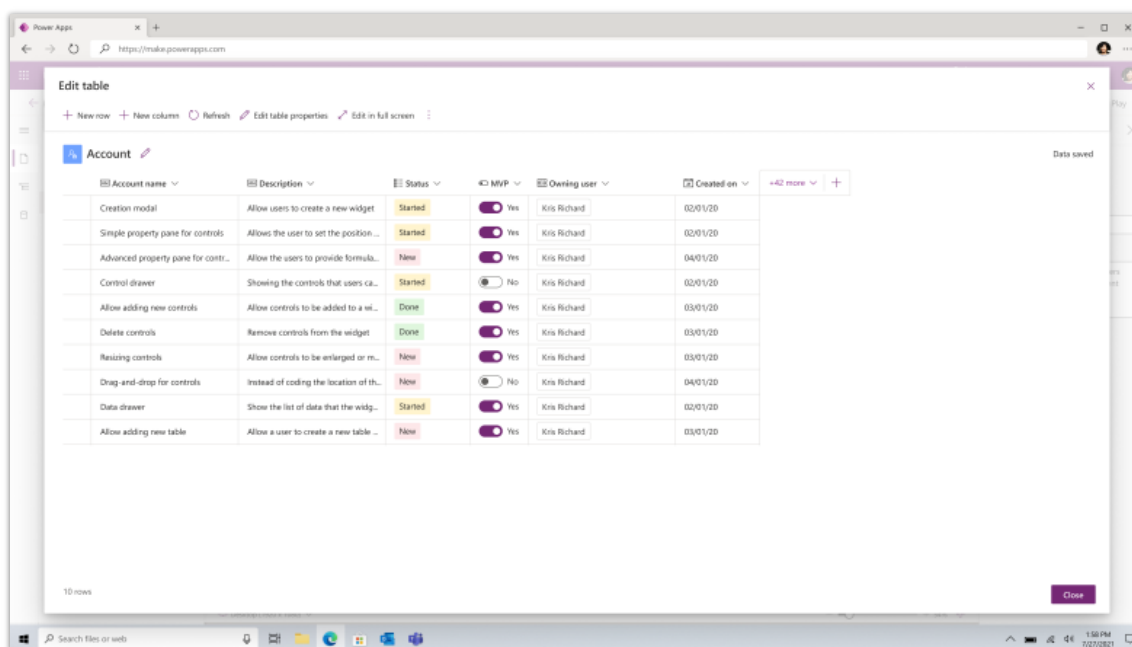 Power Apps
https://make.powerapps.com
Edit table
New row New column Refresh Edit table properties Edit in full screen
Play
Account
Data saved
Account name Description Status MVP Owning user Created on +42 more
Creation modal Allow users to create a new widget Started Yes Kris Richard 02/01/20
Simple property pane for controls Allows the user to set the position ... Started Yes Kris Richard 02/01/20
Advanced property pane for contr... Allow the users to provide formula... New Yes Kris Richard 04/01/20
Control drawer Showing the controls that users ca... Started No Kris Richard 02/01/20
Allow adding new controls Allow controls to be added to a wi... Done Yes Kris Richard 03/01/20
Delete controls Remove controls from the widget Done Yes Kris Richard 03/01/20
Resizing controls Allow controls to be enlarged or m... New Yes Kris Richard 03/01/20
Drag-and-drop for controls Instead of coding the location of th... New No Kris Richard 04/01/20
Data drawer Show the list of data that the widg... Started Yes Kris Richard 02/01/20
Allow adding new table Allow a user to create a new table ... New Yes Kris Richard 03/01/20
10 rows
Close
Search files or web
1:58 PM
7/27/2021